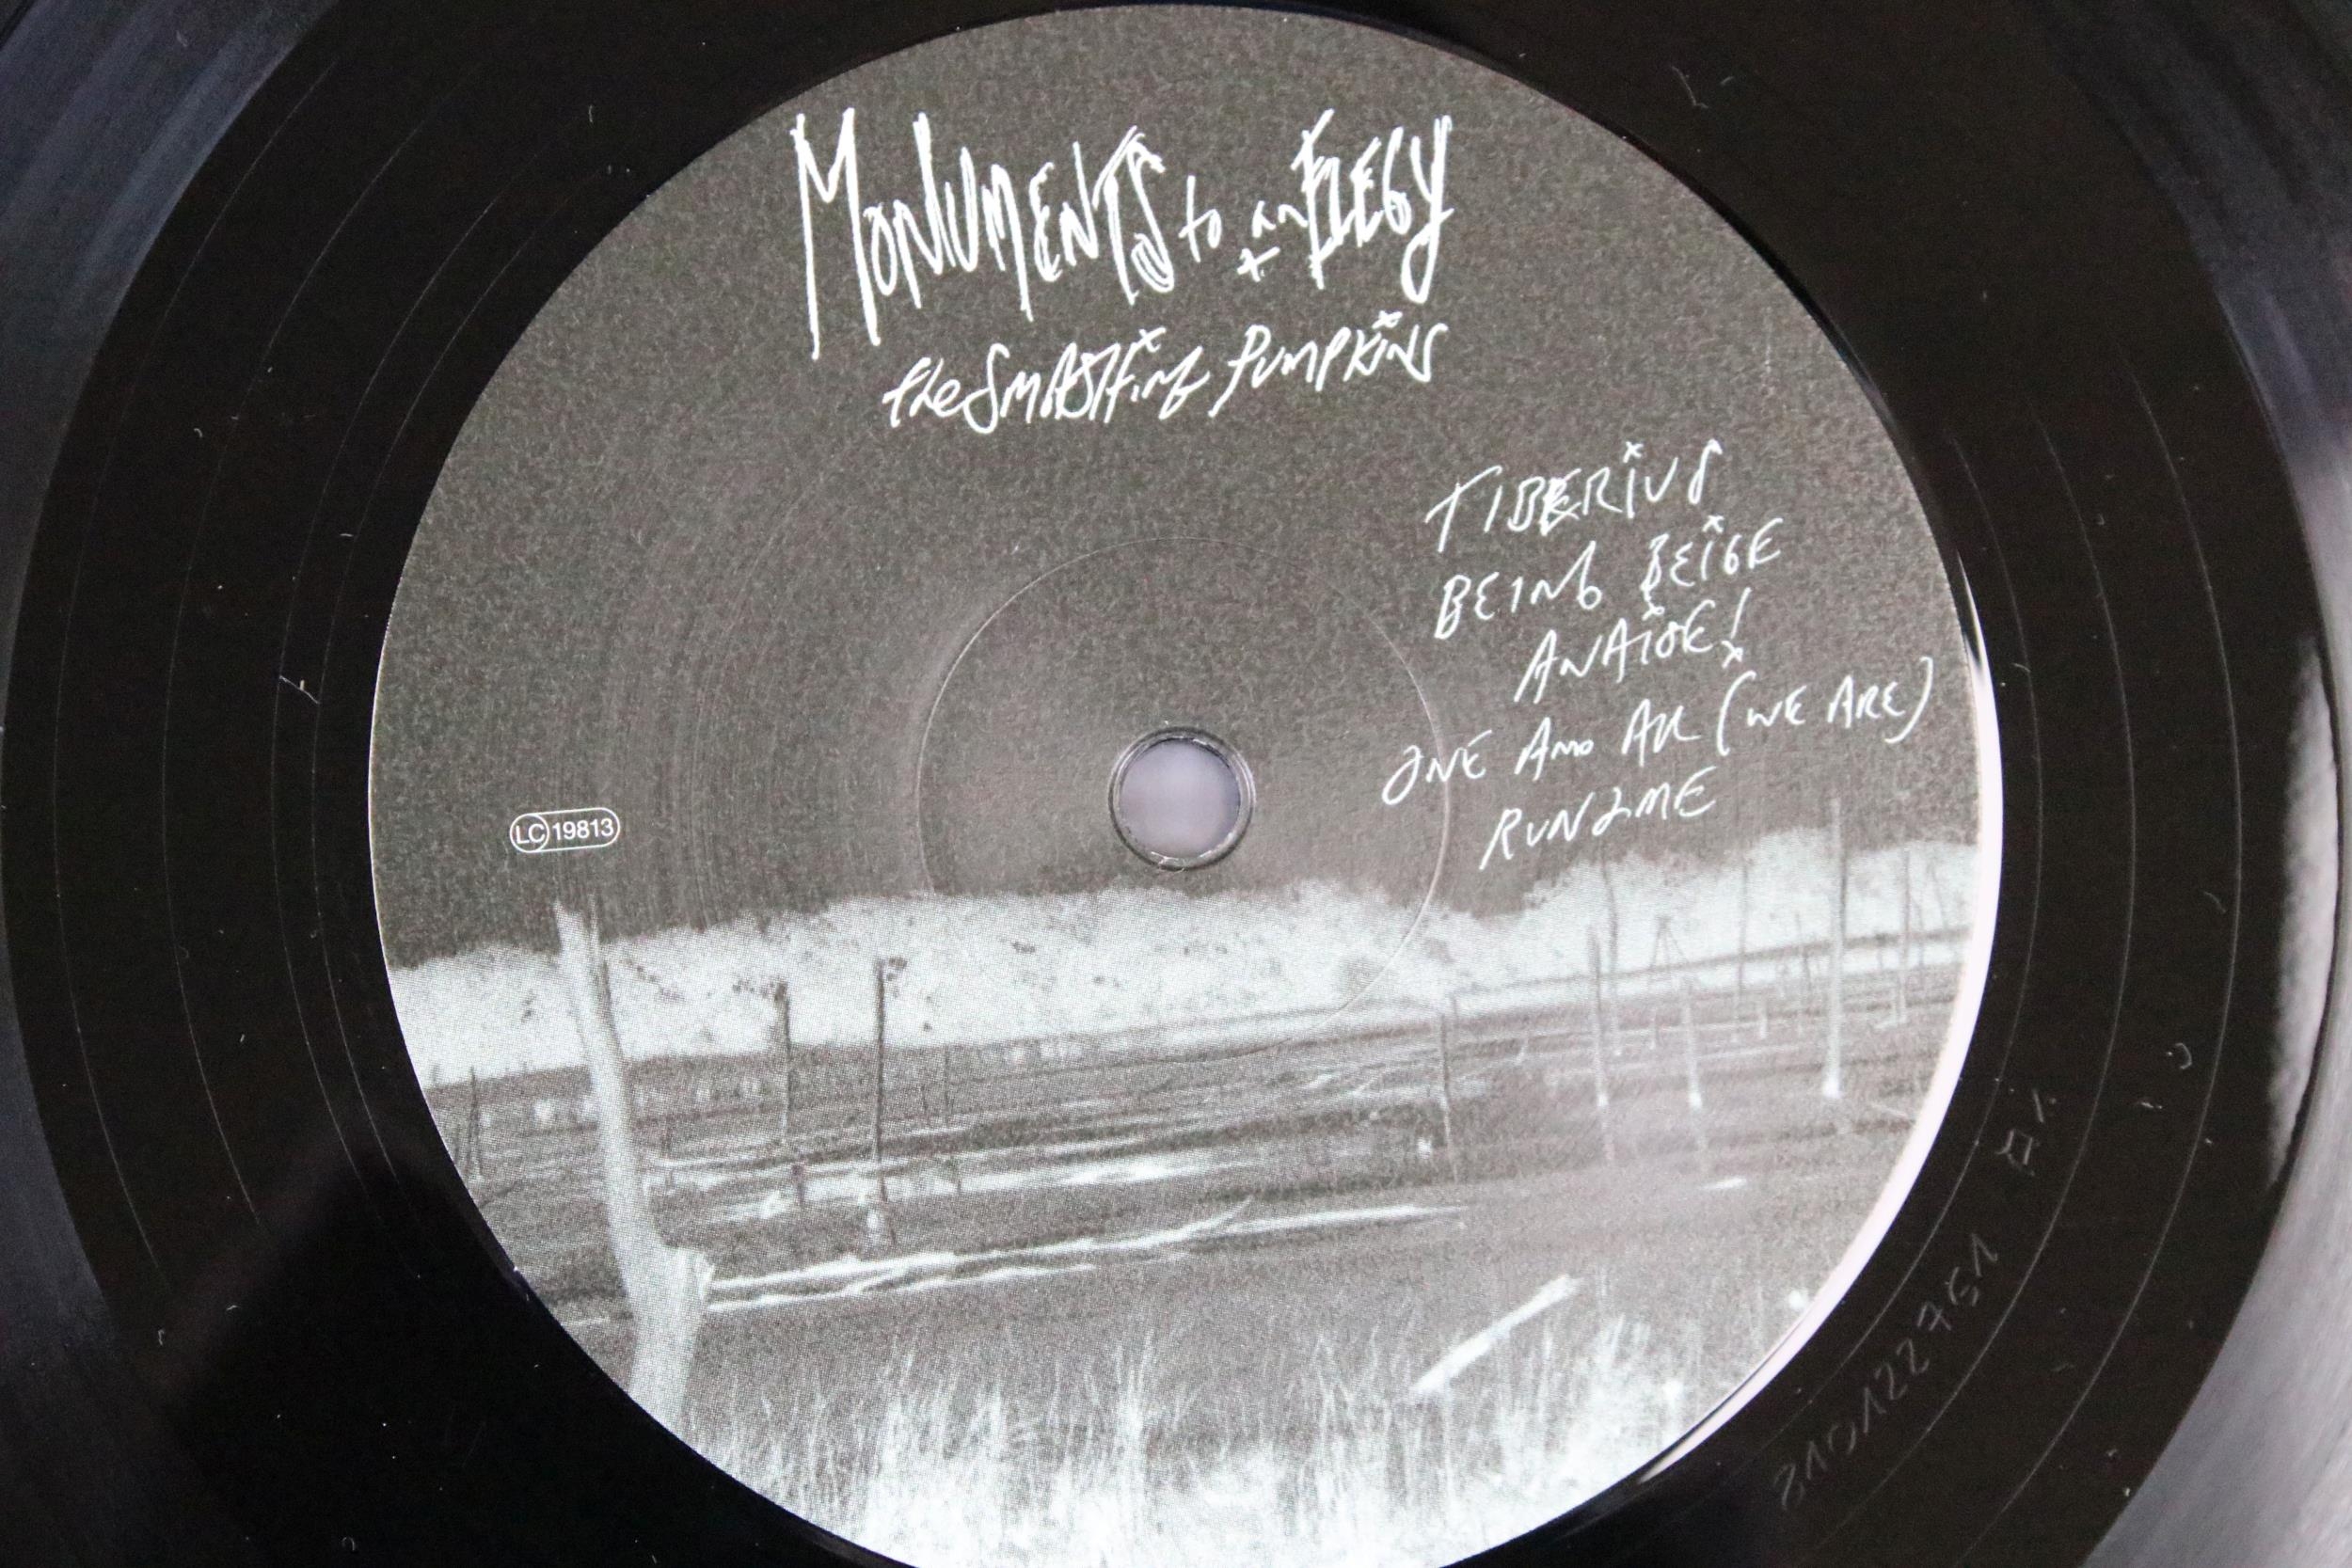 MONUMENTS to an ELEGY
the SMASHING PUMPKINS
TIBERIUS
BEING BEIGE
ANAISE!
ONE AND ALL (WE ARE)
RUN2ME
LC 19813
81012275V